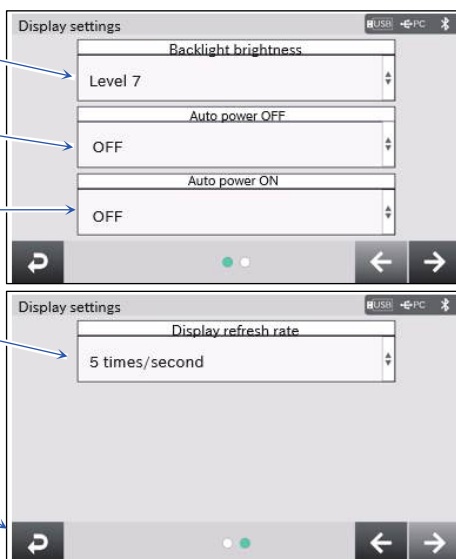 Display settings
USB PC
Backlight brightness
Level 7
Auto power OFF
OFF
Auto power ON
OFF
Display settings
USB PC
Display refresh rate
5 times/second